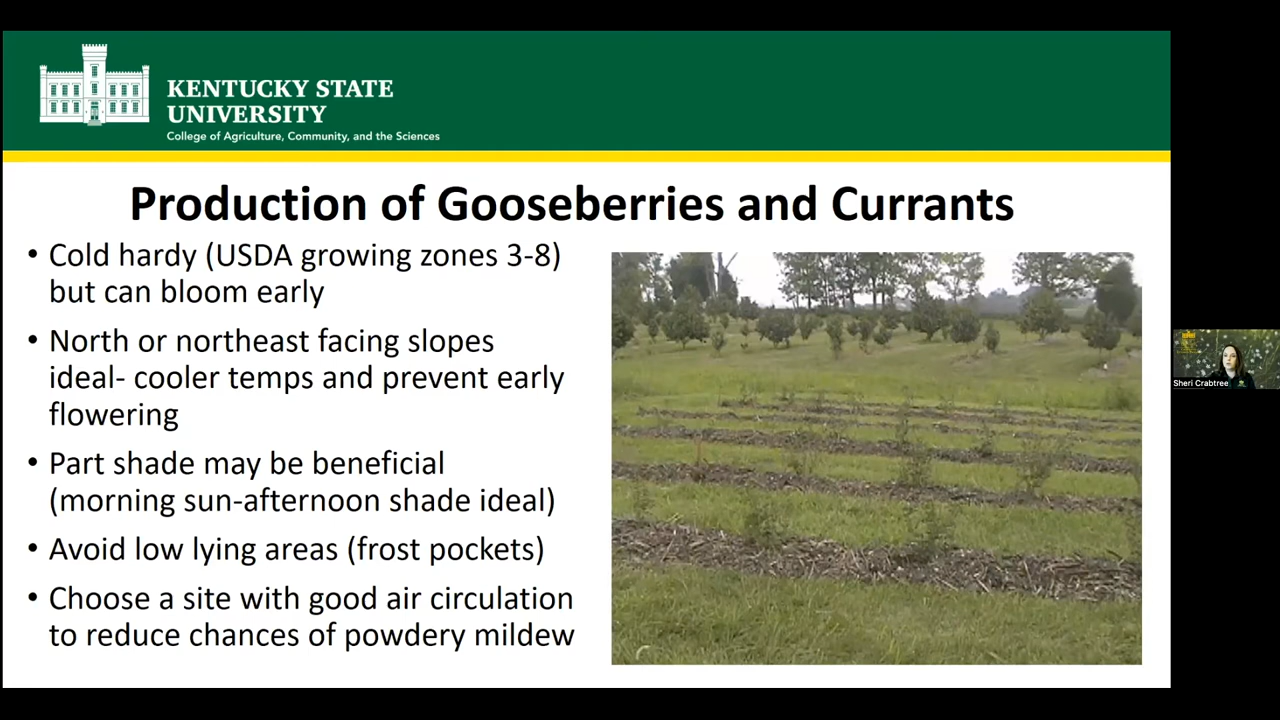 KENTUCKY STATE
UNIVERSITY
College of Agriculture, Community, and the Sciences
Production of Gooseberries and Currants
• Cold hardy (USDA growing zones 3-8)
but can bloom early
• North or northeast facing slopes
ideal- cooler temps and prevent early
flowering
• Part shade may be beneficial
(morning sun-afternoon shade ideal)
• Avoid low lying areas (frost pockets)
• Choose a site with good air circulation
to reduce chances of powdery mildew
Sheri Crabtree